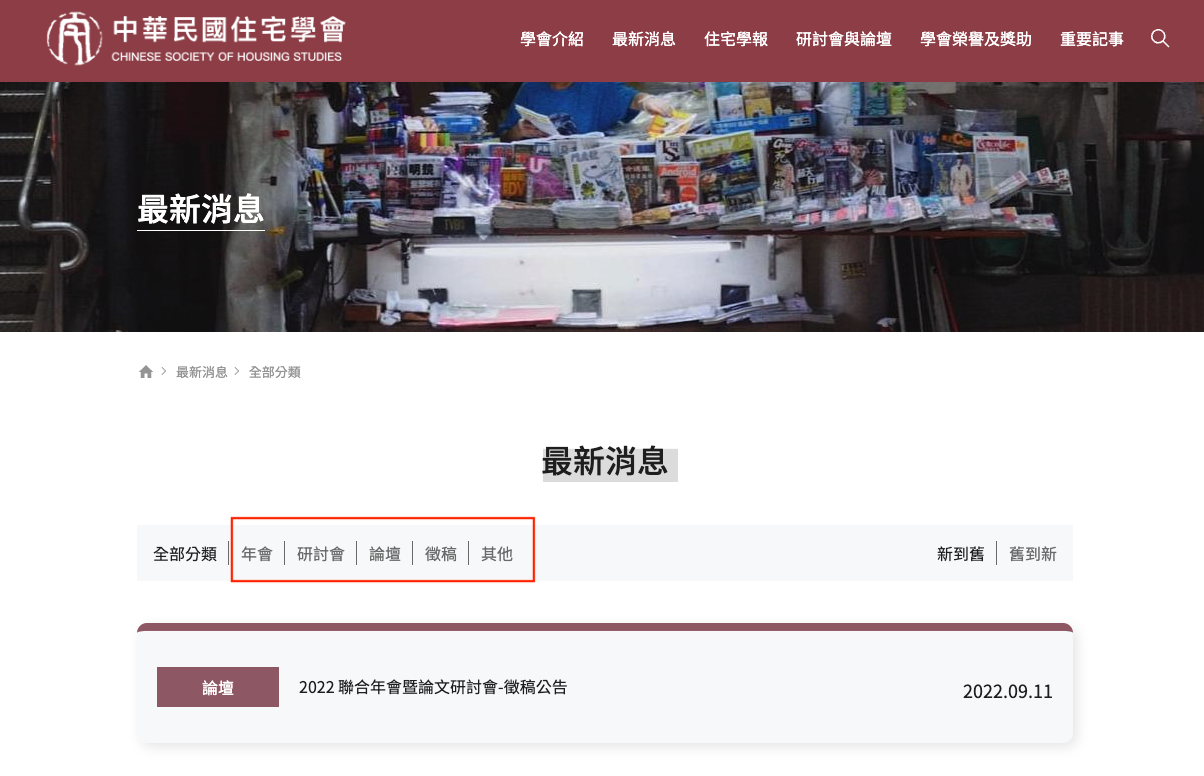 中華民國住宅學會
CHINESE SOCIETY OF HOUSING STUDIES
學會介紹 最新消息 住宅學報 研討會與論壇 學會榮譽及獎助 重要記事
最新消息
最新消息 全部分類
最新消息
全部分類 年會 研討會 論壇 徵稿 其他 新到舊 舊到新
論壇 2022 聯合年會暨論文研討會-徵稿公告 2022.09.11